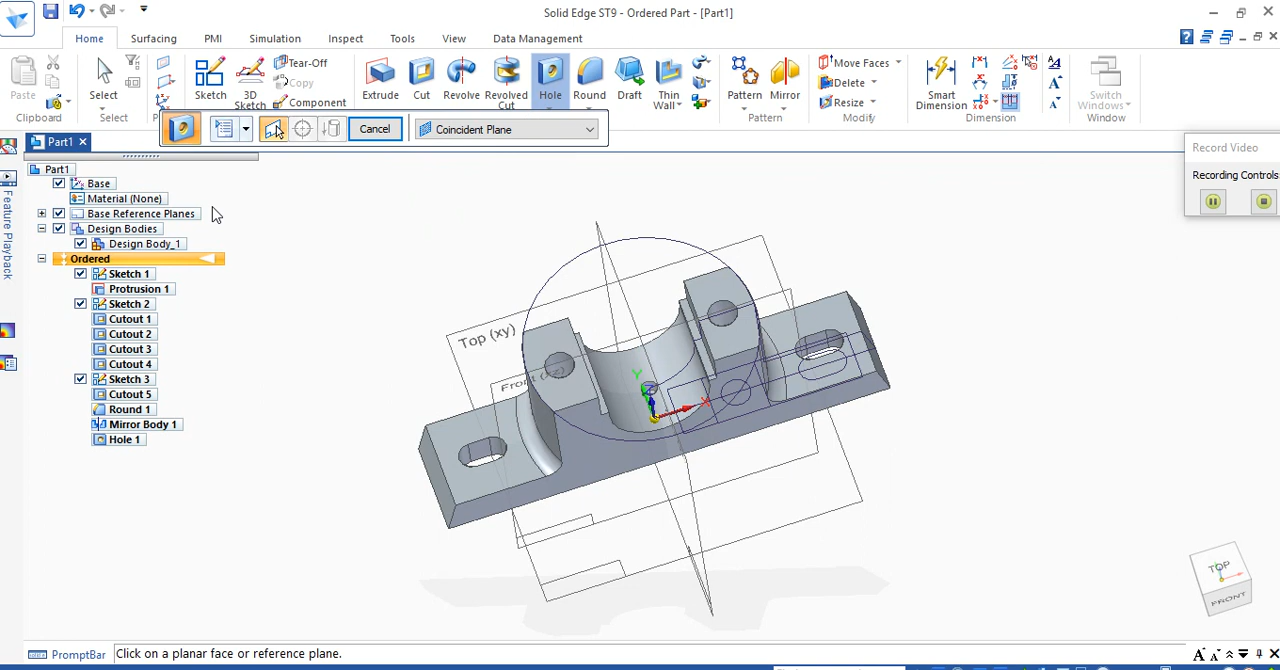 Solid Edge ST9 - Ordered Part - [Part1]
Home Surfacing PMI Simulation Inspect Tools View Data Management
Paste
Clipboard
Select
Select
Tear-Off
Copy
Component
Sketch
3D Sketch
Extrude
Cut
Revolve
Revolved Cut
Hole
Round
Draft
Thin Wall
Pattern
Mirror
Pattern
Move Faces
Delete
Resize
Modify
Smart Dimension
Dimension
Switch Windows
Window
Cancel
Coincident Plane
Part1
Feature Playback
Part1
Base
Material (None)
Base Reference Planes
Design Bodies
Design Body_1
Ordered
Sketch 1
Protrusion 1
Sketch 2
Cutout 1
Cutout 2
Cutout 3
Cutout 4
Sketch 3
Cutout 5
Round 1
Mirror Body 1
Hole 1
Record Video
Recording Controls
Top (xy)
Y
Z
X
TOP
FRONT
PromptBar
Click on a planar face or reference plane.